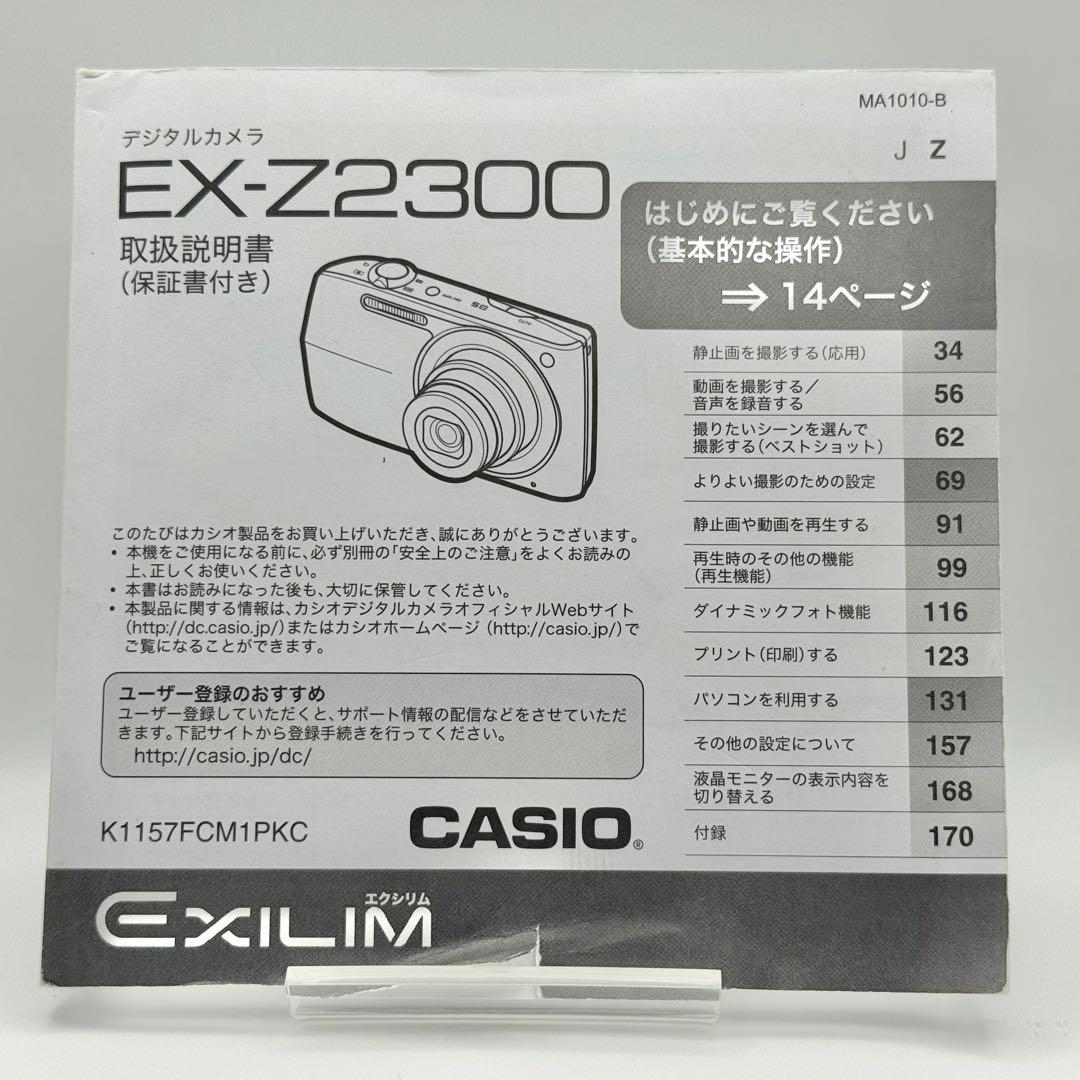 MA1010-B
J Z
デジタルカメラ
EX-Z2300
取扱説明書
(保証書付き)
はじめにご覧ください
(基本的な操作)
⇒ 14ページ
静止画を撮影する(応用) 34
動画を撮影する/
音声を録音する 56
撮りたいシーンを選んで
撮影する(ベストショット) 62
よりよい撮影のための設定 69
静止画や動画を再生する 91
再生時のその他の機能
(再生機能) 99
ダイナミックフォト機能 116
プリント(印刷)する 123
パソコンを利用する 131
その他の設定について 157
液晶モニターの表示内容を
切り替える 168
付録 170
BS
AUTO
このたびはカシオ製品をお買い上げいただき、誠にありがとうございます。
• 本機をご使用になる前に、必ず別冊の「安全上のご注意」をよくお読みの
上、正しくお使いください。
• 本書はお読みになった後も、大切に保管してください。
• 本製品に関する情報は、カシオデジタルカメラオフィシャルWebサイト
(http://dc.casio.jp/)またはカシオホームページ (http://casio.jp/)で
ご覧になることができます。
ユーザー登録のおすすめ
ユーザー登録していただくと、サポート情報の配信などをさせていただ
きます。下記サイトから登録手続きを行ってください。
http://casio.jp/dc/
K1157FCM1PKC
CASIO®
エクシリム
EXILIM